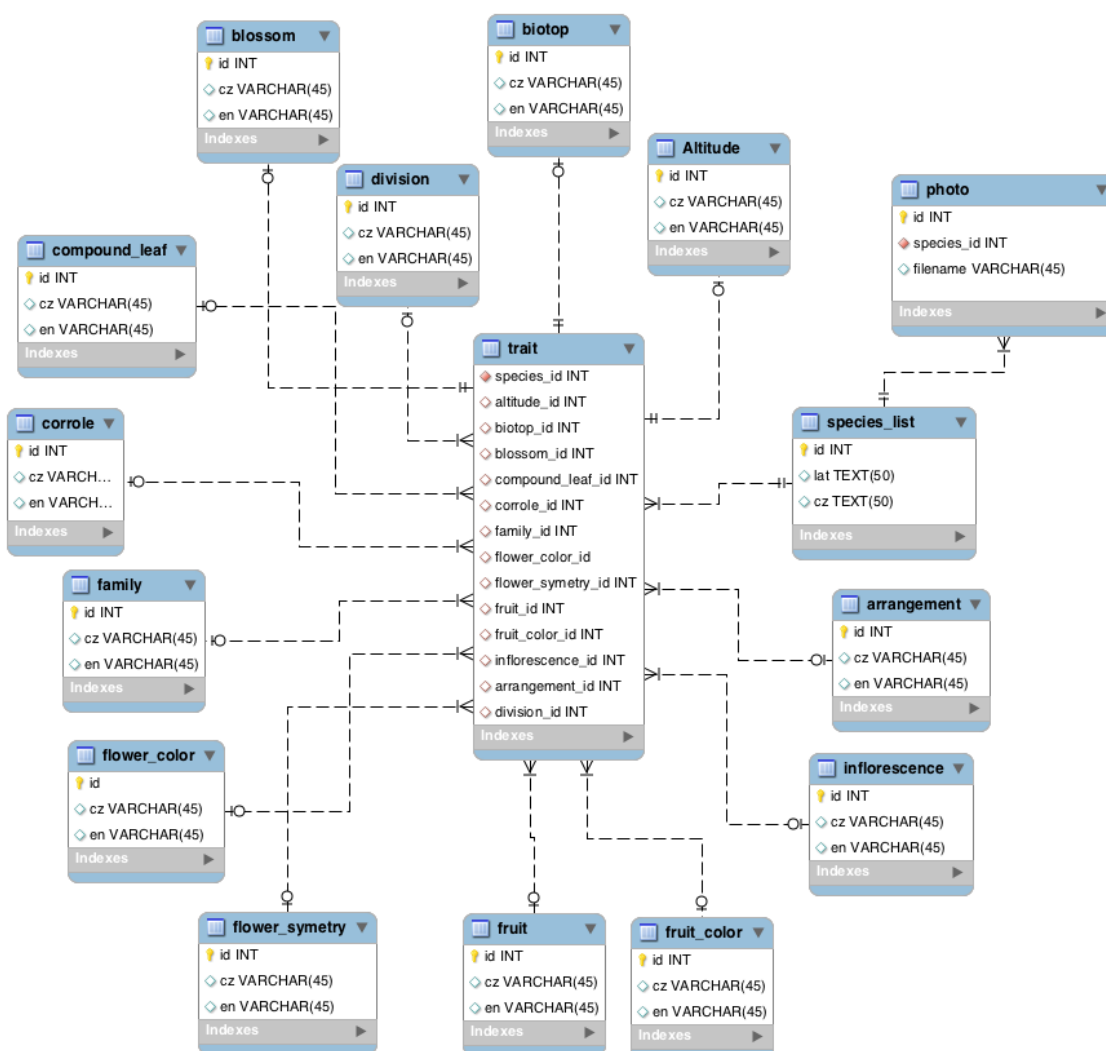 blossom
id INT
cz VARCHAR(45)
en VARCHAR(45)
Indexes
biotop
id INT
cz VARCHAR(45)
en VARCHAR(45)
Indexes
Altitude
id INT
cz VARCHAR(45)
en VARCHAR(45)
Indexes
division
id INT
cz VARCHAR(45)
en VARCHAR(45)
Indexes
photo
id INT
species_id INT
filename VARCHAR(45)
Indexes
compound_leaf
id INT
cz VARCHAR(45)
en VARCHAR(45)
Indexes
trait
species_id INT
altitude_id INT
biotop_id INT
blossom_id INT
compound_leaf_id INT
corrole_id INT
family_id INT
flower_color_id
flower_symetry_id INT
fruit_id INT
fruit_color_id INT
inflorescence_id INT
arrangement_id INT
division_id INT
Indexes
corrole
id INT
cz VARCH...
en VARCH...
Indexes
species_list
id INT
lat TEXT(50)
cz TEXT(50)
Indexes
family
id INT
cz VARCHAR(45)
en VARCHAR(45)
Indexes
arrangement
id INT
cz VARCHAR(45)
en VARCHAR(45)
Indexes
flower_color
id
cz VARCHAR(45)
en VARCHAR(45)
Indexes
inflorescence
id INT
cz VARCHAR(45)
en VARCHAR(45)
Indexes
flower_symetry
id INT
cz VARCHAR(45)
en VARCHAR(45)
Indexes
fruit
id INT
cz VARCHAR(45)
en VARCHAR(45)
Indexes
fruit_color
id INT
cz VARCHAR(45)
en VARCHAR(45)
Indexes